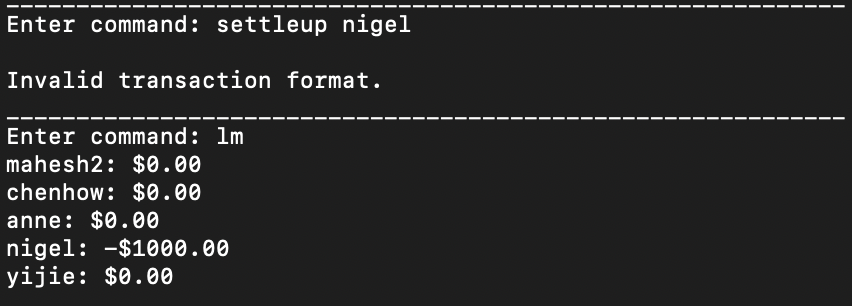 Enter command: settleup nigel
Invalid transaction format.
Enter command: lm
mahesh2: $0.00
chenhow: $0.00
anne: $0.00
nigel: -$1000.00
yijie: $0.00